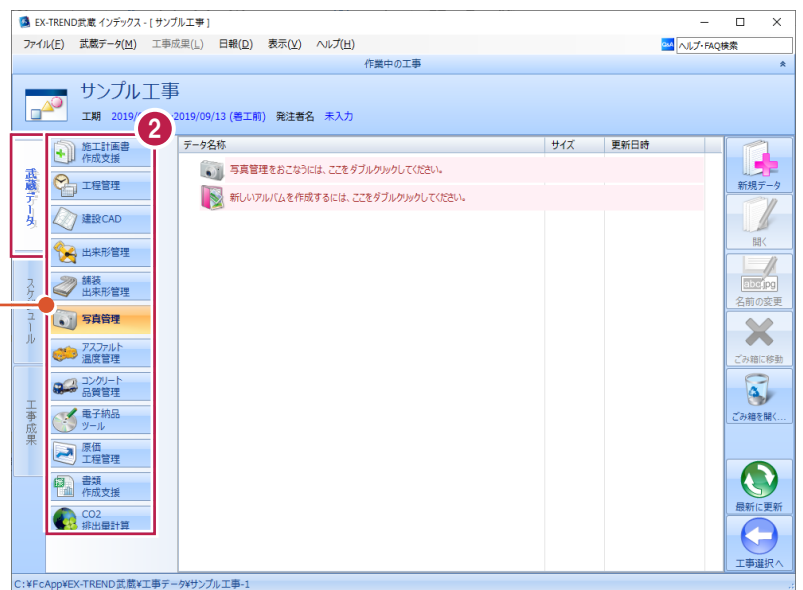 EX-TREND武蔵 インデックス - [ サンプル工事 ]
ファイル(F) 武蔵データ(M) 工事成果(L) 日報(D) 表示(V) ヘルプ(H)
Q&A ヘルプ・FAQ検索
作業中の工事
サンプル工事
工期 2019/ 2019/09/13 (着工前) 発注者名 未入力
2
武蔵データ
スケジュール
工事成果
施工計画書
作成支援
工程管理
建設CAD
出来形管理
舗装
出来形管理
写真管理
アスファルト
温度管理
コンクリート
品質管理
電子納品
ツール
原価
工程管理
書類
作成支援
CO2
排出量計算
データ名称 サイズ 更新日時
写真管理をおこなうには、ここをダブルクリックしてください。
新しいアルバムを作成するには、ここをダブルクリックしてください。
新規データ
開く
abc.jpg
名前の変更
ごみ箱に移動
ごみ箱を開く...
最新に更新
工事選択へ
C:¥FcApp¥EX-TREND武蔵¥工事データ¥サンプル工事-1